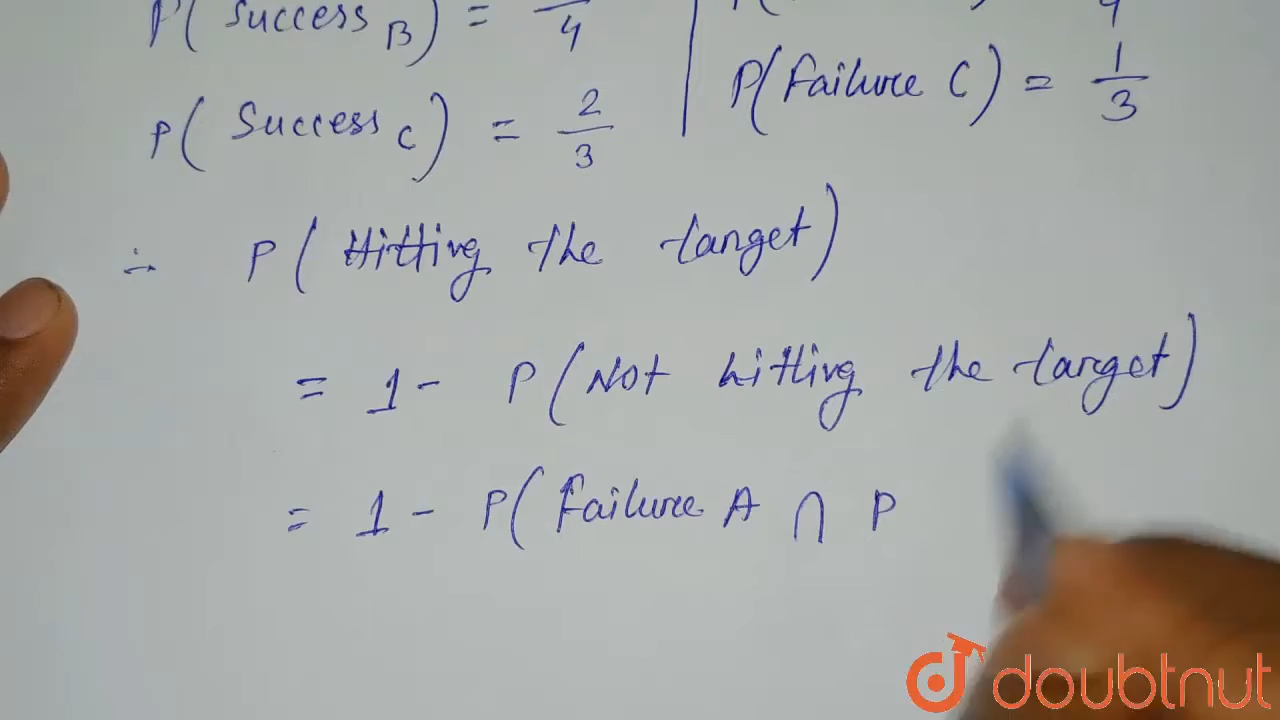 P(Success B) = /4
P(Success C) = 2/3
P(Failure C) = 1/3
∴ P(Hitting the target)
= 1 - P(Not hitting the target)
= 1 - P(Failure A ∩ P
doubtnut